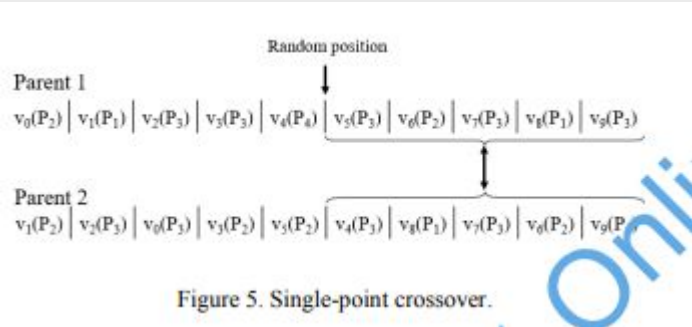 Random position
Parent 1
v₀(P₂) | v₁(P₁) | v₂(P₃) | v₃(P₃) | v₄(P₄) | v₅(P₃) | v₆(P₂) | v₇(P₃) | v₈(P₁) | v₉(P₃)
Parent 2
v₁(P₂) | v₂(P₃) | v₀(P₃) | v₃(P₂) | v₅(P₂) | v₄(P₃) | v₈(P₁) | v₇(P₃) | v₆(P₂) | v₉(P
Figure 5. Single-point crossover.
Onli